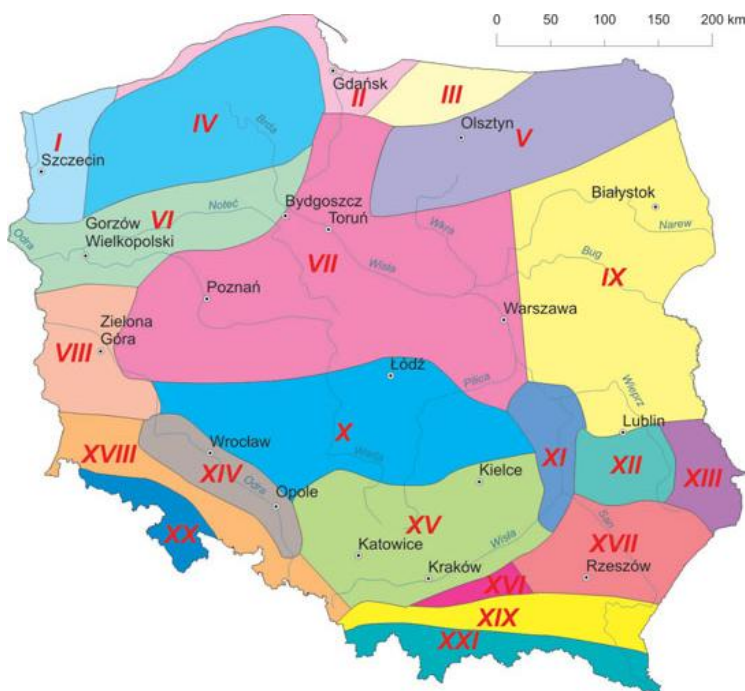 0 50 100 150 200 km
Gdańsk
II
III
I
IV
Brda
Olsztyn
V
Szczecin
Białystok
Bydgoszcz
Toruń
VI
Noteć
Gorzów
Wielkopolski
Odra
Wkra
Narew
VII
Wisła
Bug
IX
Poznań
Warszawa
Zielona
Góra
VIII
Łódź
Pilica
Wieprz
X
Lublin
Warta
Wrocław
XVIII
XIV
Odra
Opole
Kielce
XI
XII
XIII
XX
XV
Wisła
San
XVII
Katowice
Kraków
XVI
Rzeszów
XIX
XXI